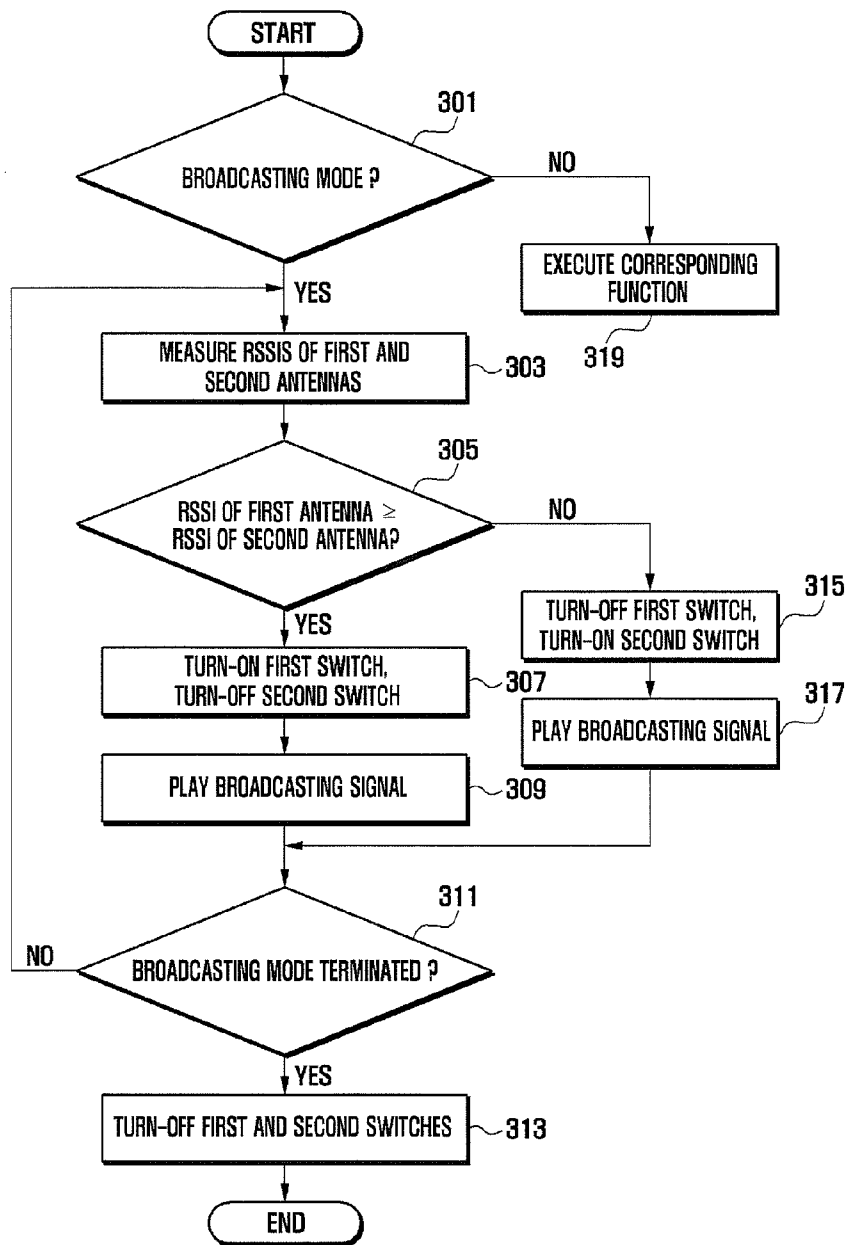 START
301
BROADCASTING MODE ?
NO
YES
EXECUTE CORRESPONDING
FUNCTION
319
MEASURE RSSIS OF FIRST AND
SECOND ANTENNAS
303
305
RSSI OF FIRST ANTENNA ≥
RSSI OF SECOND ANTENNA?
NO
YES
TURN-OFF FIRST SWITCH,
TURN-ON SECOND SWITCH
315
TURN-ON FIRST SWITCH,
TURN-OFF SECOND SWITCH
307
PLAY BROADCASTING SIGNAL
317
PLAY BROADCASTING SIGNAL
309
311
BROADCASTING MODE TERMINATED ?
NO
YES
TURN-OFF FIRST AND SECOND SWITCHES
313
END